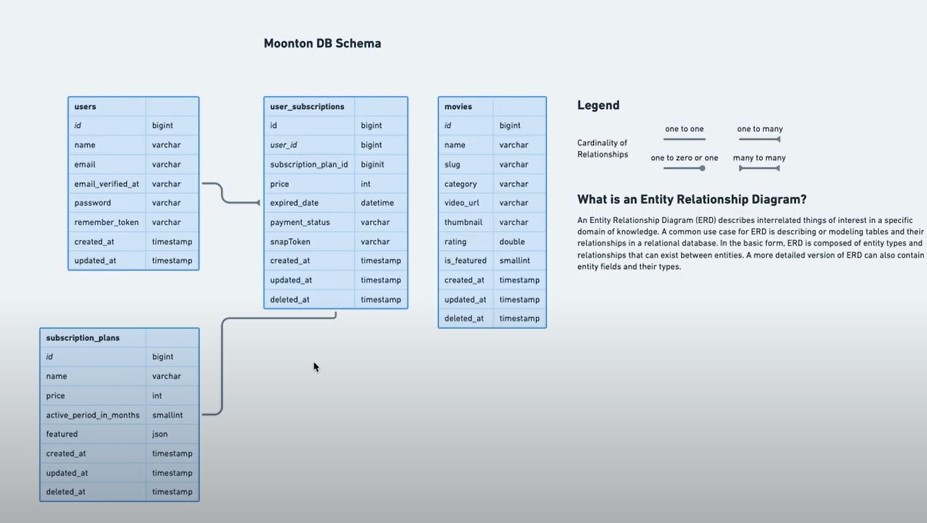 Moonton DB Schema
users
id bigint
name varchar
email varchar
email_verified_at varchar
password varchar
remember_token varchar
created_at timestamp
updated_at timestamp
user_subscriptions
id bigint
user_id bigint
subscription_plan_id biginit
price int
expired_date datetime
payment_status varchar
snapToken varchar
created_at timestamp
updated_at timestamp
deleted_at timestamp
movies
id bigint
name varchar
slug varchar
category varchar
video_url varchar
thumbnail varchar
rating double
is_featured smallint
created_at timestamp
updated_at timestamp
deleted_at timestamp
subscription_plans
id bigint
name varchar
price int
active_period_in_months smallint
featured json
created_at timestamp
updated_at timestamp
deleted_at timestamp
Legend
Cardinality of
Relationships
one to one one to many
one to zero or one many to many
What is an Entity Relationship Diagram?
An Entity Relationship Diagram (ERD) describes interrelated things of interest in a specific
domain of knowledge. A common use case for ERD is describing or modeling tables and their
relationships in a relational database. In the basic form, ERD is composed of entity types and
relationships that can exist between entities. A more detailed version of ERD can also contain
entity fields and their types.